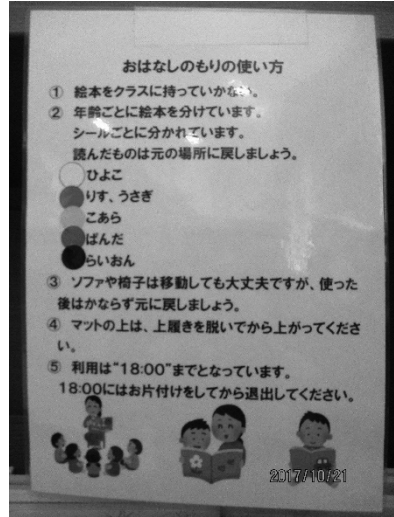 おはなしのもりの使い方
① 絵本をクラスに持っていかない。
② 年齢ごとに絵本を分けています。
シールごとに分かれています。
読んだものは元の場所に戻しましょう。
ひよこ
りす、うさぎ
こあら
ぱんだ
らいおん
③ ソファや椅子は移動しても大丈夫ですが、使った
後はかならず元に戻しましょう。
④ マットの上は、上履きを脱いでから上がってくださ
い。
⑤ 利用は“18:00”までとなっています。
18:00にはお片付けをしてから退出してください。
2017/10/21